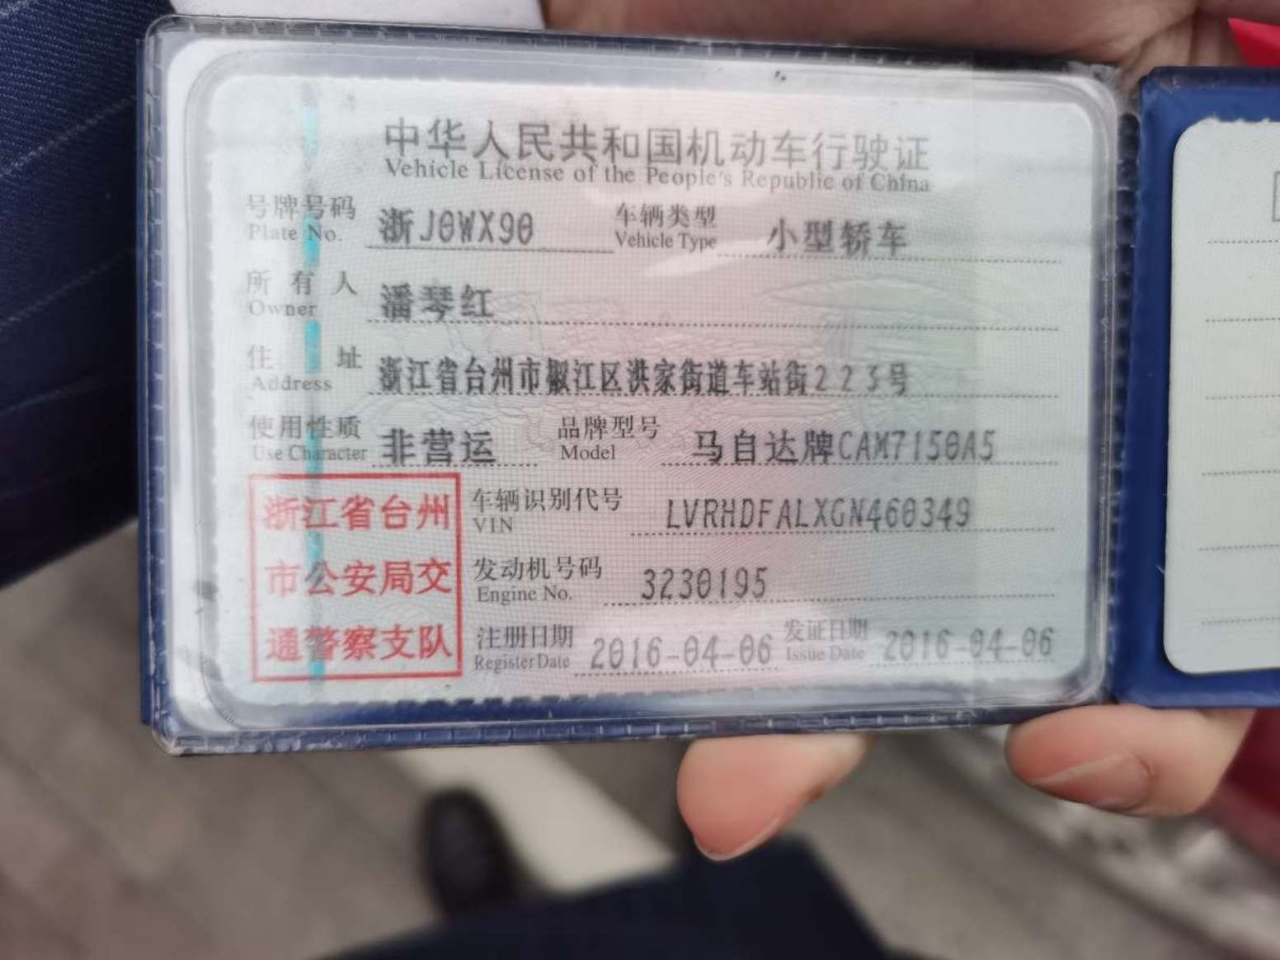 中华人民共和国机动车行驶证
Vehicle License of the People's Republic of China
号牌号码 浙J0WX90 车辆类型 小型轿车
Plate No. Vehicle Type
所有人 潘琴红
Owner
住址 浙江省台州市椒江区洪家街道车站街223号
Address
使用性质 非营运 品牌型号 马自达牌CAM7150A5
Use Character Model
浙江省台州
市公安局交
通警察支队
车辆识别代号 LVRHDFALXGN460349
VIN
发动机号码 3230195
Engine No.
注册日期 2016-04-06 发证日期 2016-04-06
Register Date Issue Date